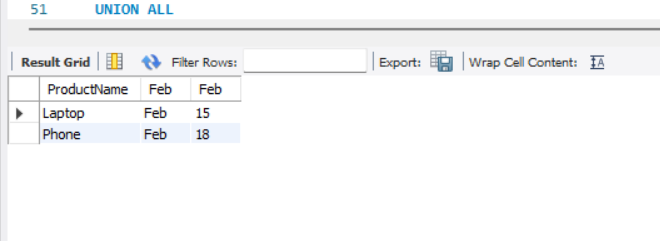 51 UNION ALL
Result Grid Filter Rows: Export: Wrap Cell Content: IA
ProductName Feb Feb
Laptop Feb 15
Phone Feb 18